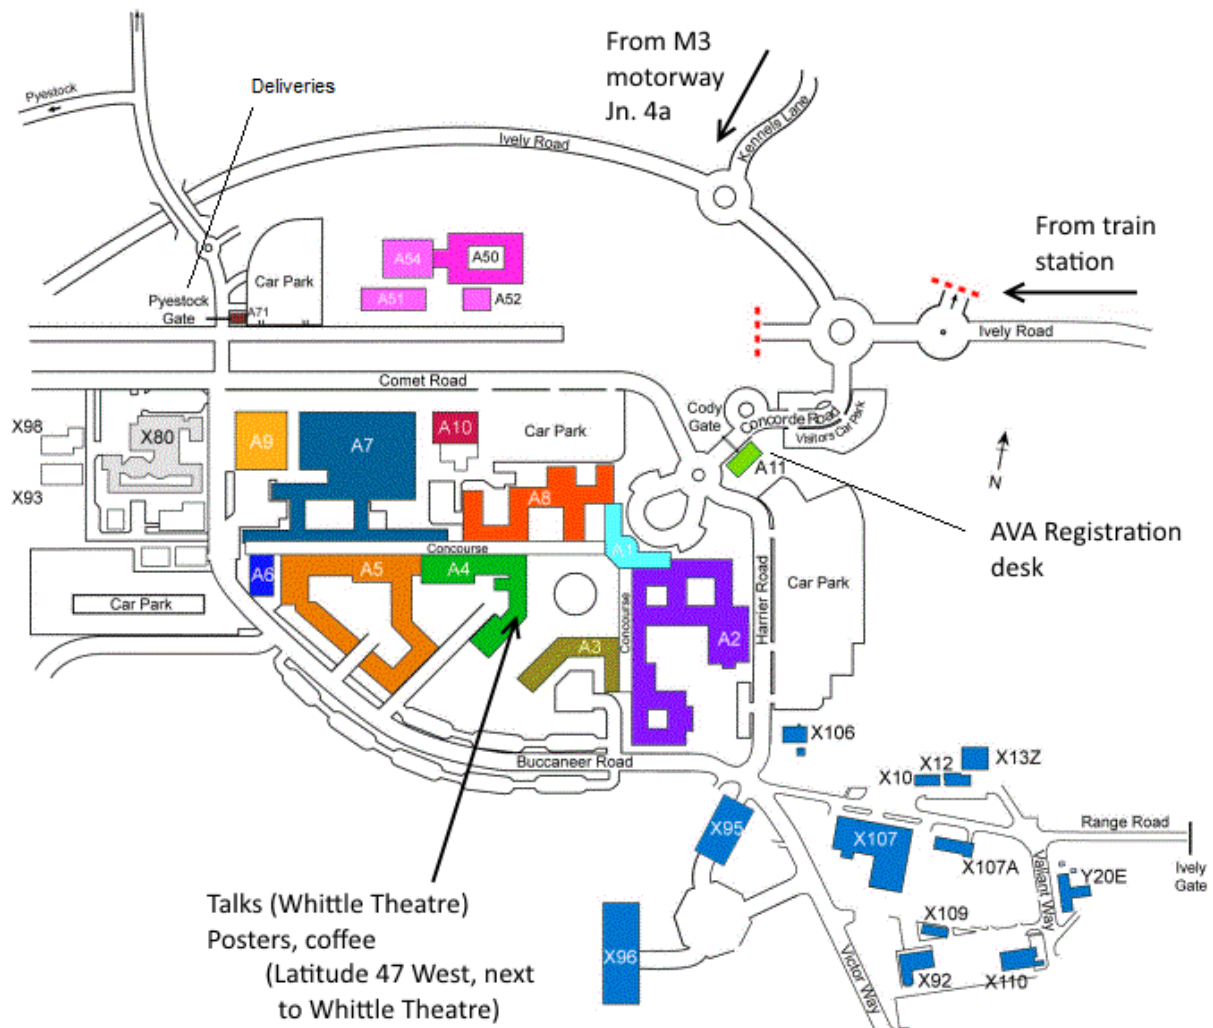 From M3
motorway
Jn. 4a
Deliveries
Pyestock
Kennels Lane
Ively Road
From train
station
A54
A50
A51
A52
Car Park
Pyestock
Gate
A71
Ively Road
Comet Road
Cody
Gate
Concorde Road
Visitors Car Park
X98
X80
X93
A9
A7
A10
Car Park
A11
N
A8
AVA Registration
desk
Concourse
A1
A6
A5
A4
Concourse
Harrier Road
Car Park
Car Park
A3
A2
X106
Buccaneer Road
X10
X12
X13Z
X95
X107
X107A
Range Road
Ively
Gate
Valiant Way
Y20E
Talks (Whittle Theatre)
Posters, coffee
(Latitude 47 West, next
to Whittle Theatre)
X109
X96
Victor Way
X92
X110